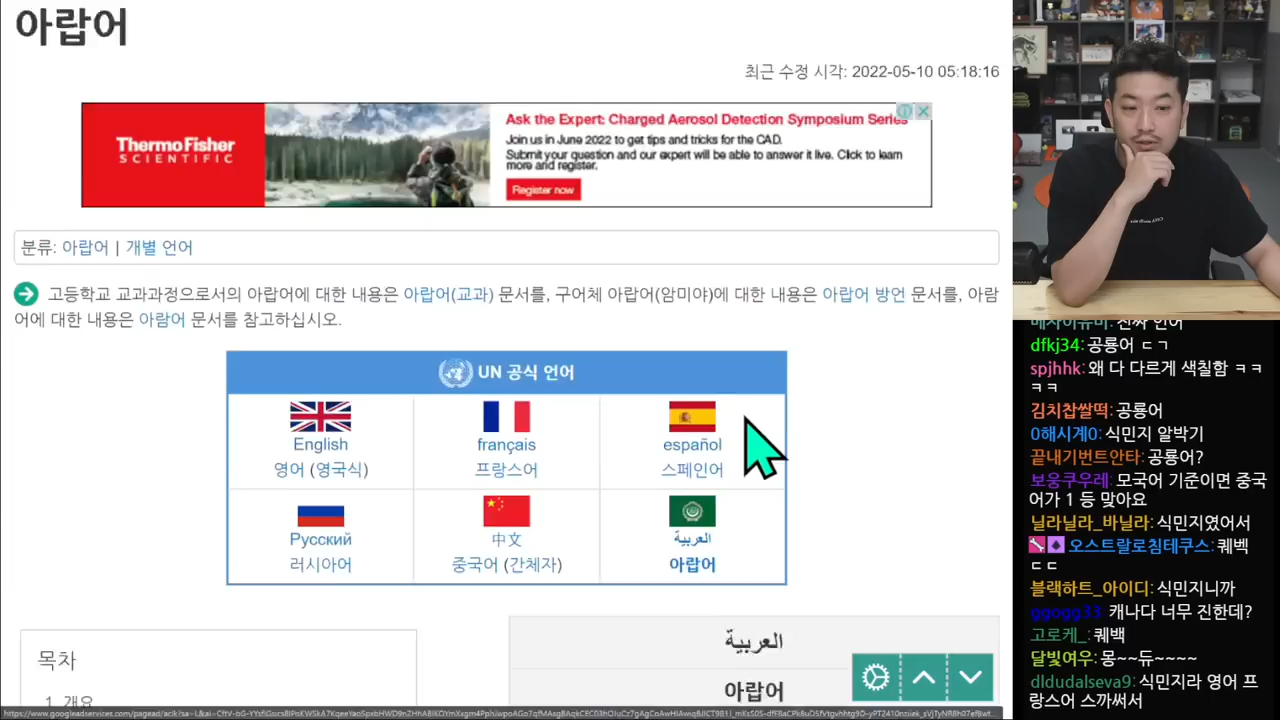 아랍어
최근 수정 시각: 2022-05-10 05:18:16
ThermoFisher
SCIENTIFIC
Ask the Expert: Charged Aerosol Detection Symposium Series
Join us in June 2022 to get tips and tricks for the CAD.
Submit your question and our expert will be able to answer it live. Click to learn
more and register.
Register now
분류: 아랍어 | 개별 언어
고등학교 교과과정으로서의 아랍어에 대한 내용은 아랍어(교과) 문서를, 구어체 아랍어(암미야)에 대한 내용은 아랍어 방언 문서를, 아람
어에 대한 내용은 아람어 문서를 참고하십시오.
UN 공식 언어
English
영어 (영국식)
français
프랑스어
español
스페인어
Русский
러시아어
中文
중국어 (간체자)
العربية
아랍어
목차
1. 개요
العربية
아랍어
메차이뮤비: 진짜 언어
dfkj34: 공룡어 ㄷㄱ
spjhhk: 왜 다 다르게 색칠함 ㅋㅋ
ㅋㅋ
김치찹쌀떡: 공룡어
0해시계0: 식민지 알박기
끝내기번트안타: 공룡어?
보웅쿠우레: 모국어 기준이면 중국
어가 1 등 맞아요
닐라닐라_바닐라: 식민지였어서
오스트랄로침테쿠스: 퀘벡
ㄷㄷ
블랙하트_아이디: 식민지니까
ggogg33: 캐나다 너무 진한데?
고로케_: 퀘백
달빛여우: 몽~~듀~~~~
dldudalseva9: 식민지라 영어 프
랑스어 스까써서